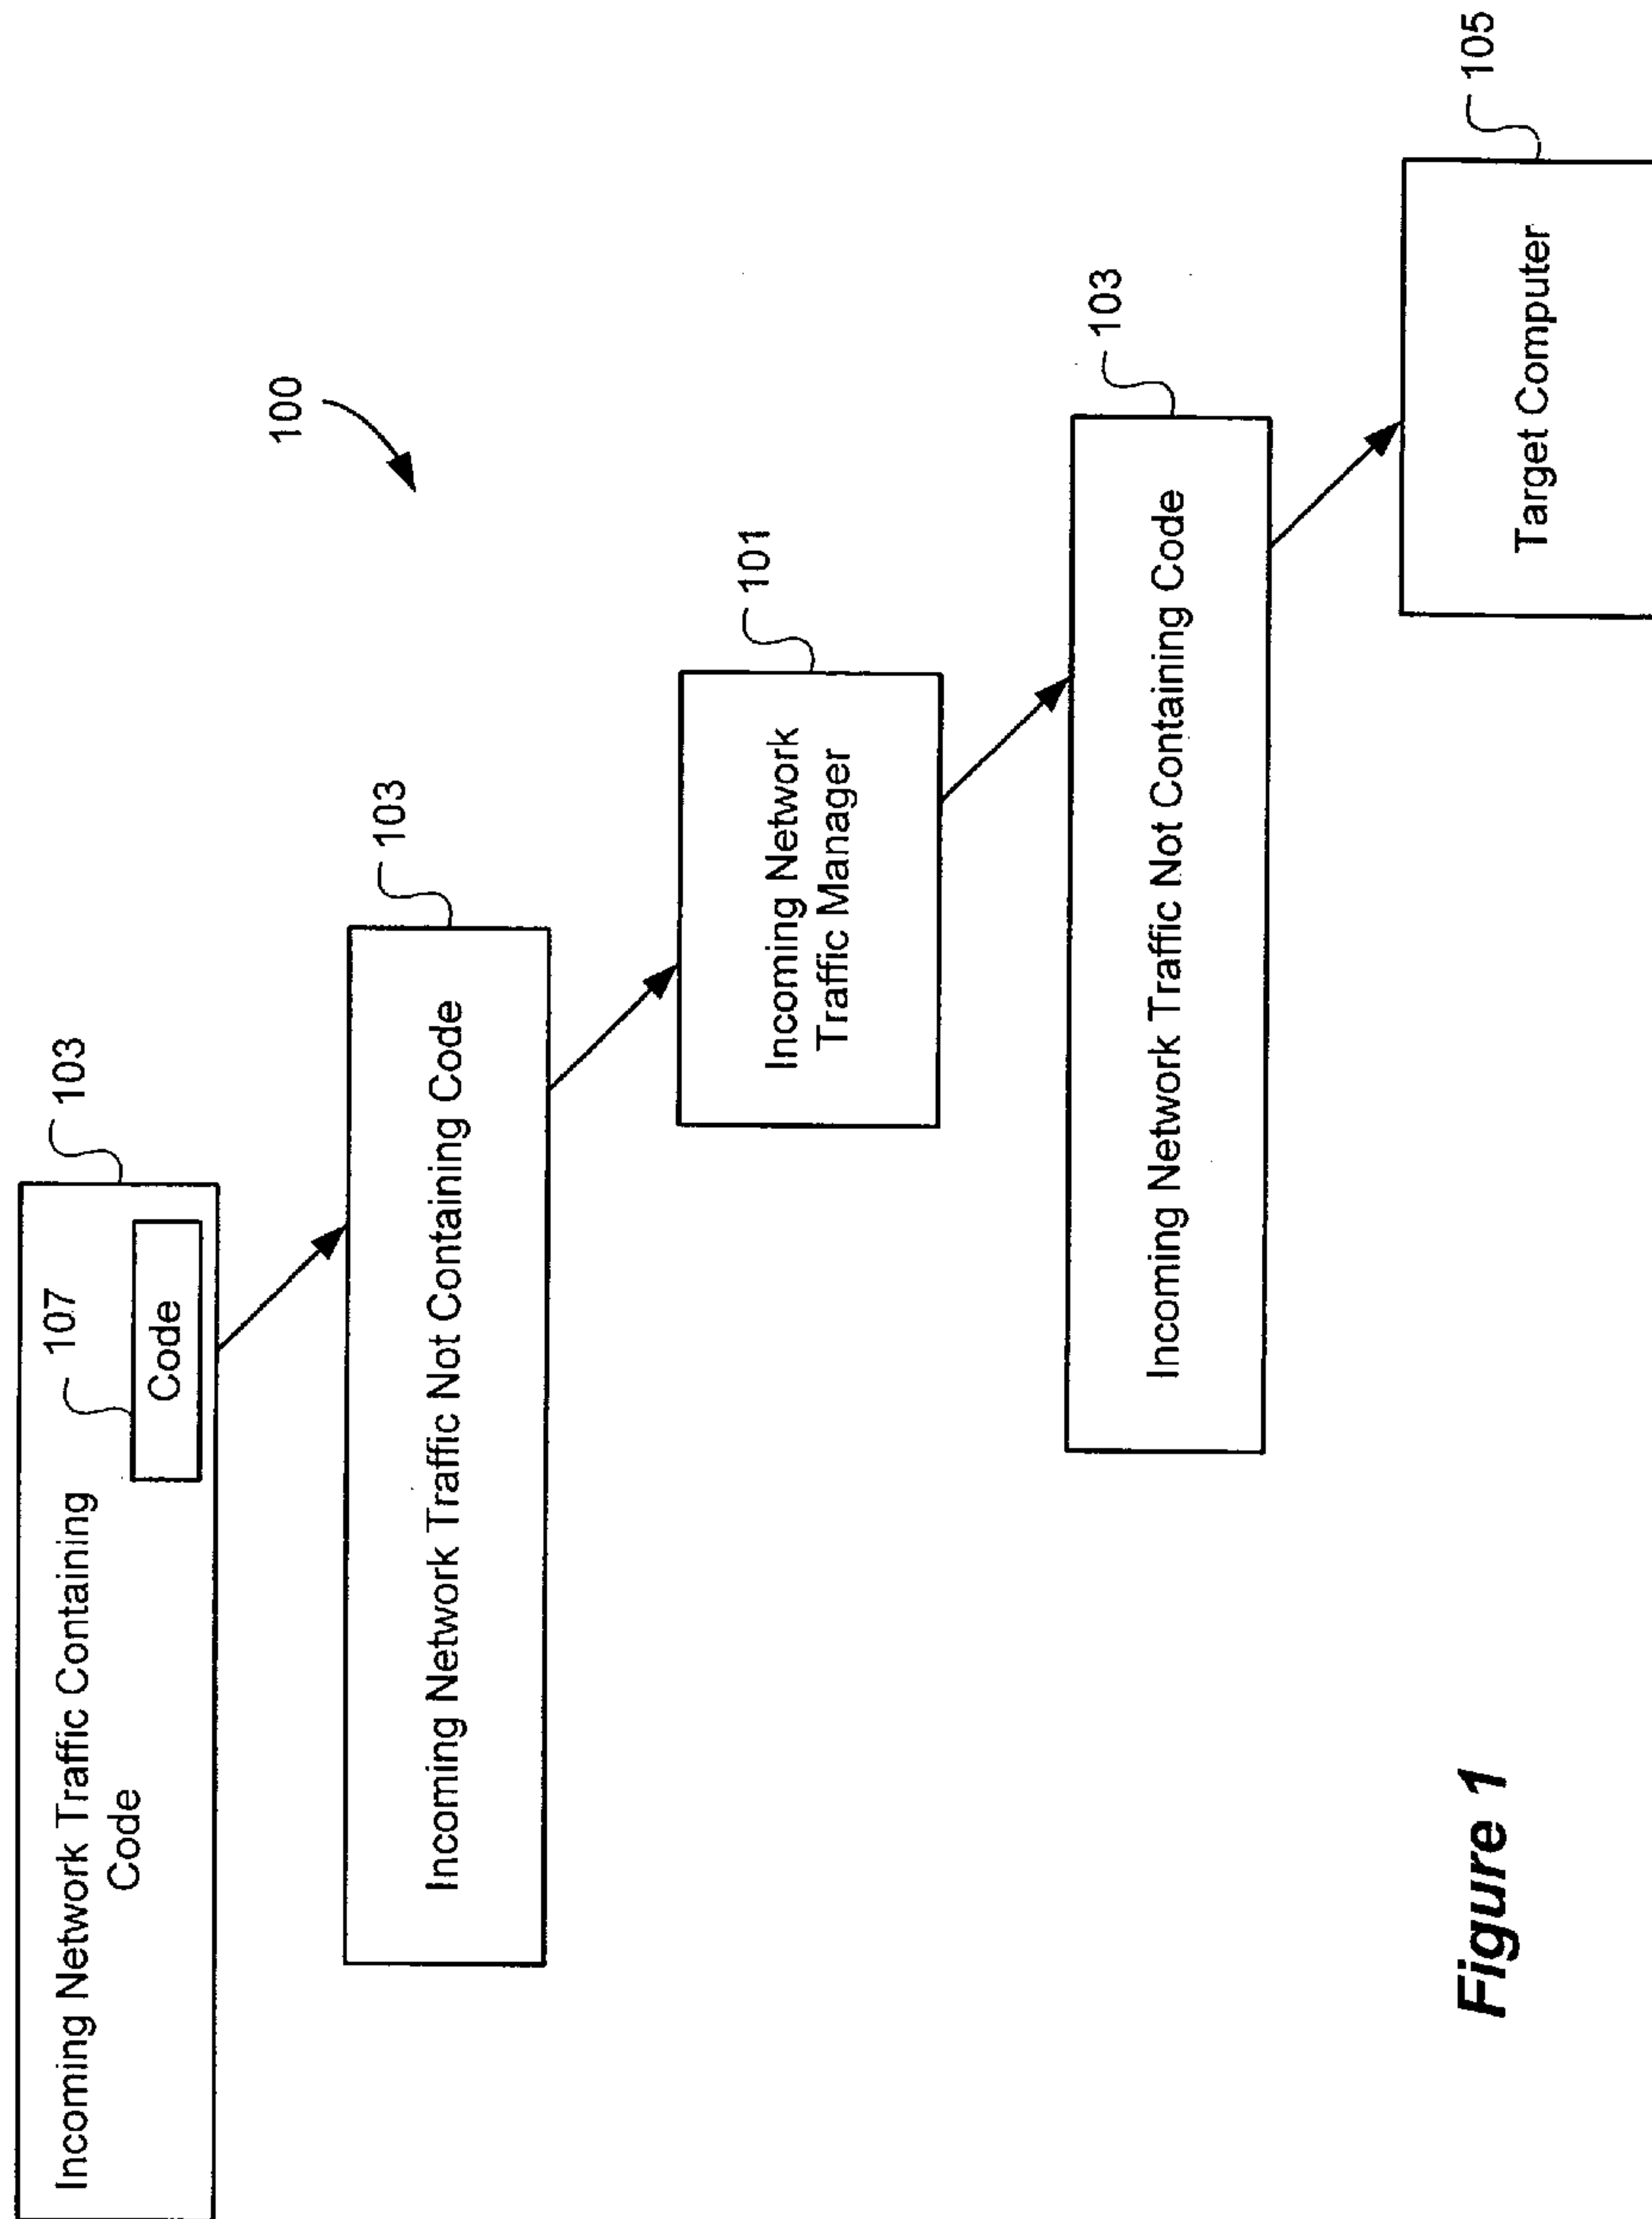 100
103
107
Incoming Network Traffic Containing
Code
Code
103
Incoming Network Traffic Not Containing Code
101
Incoming Network
Traffic Manager
103
Incoming Network Traffic Not Containing Code
105
Target Computer
Figure 1